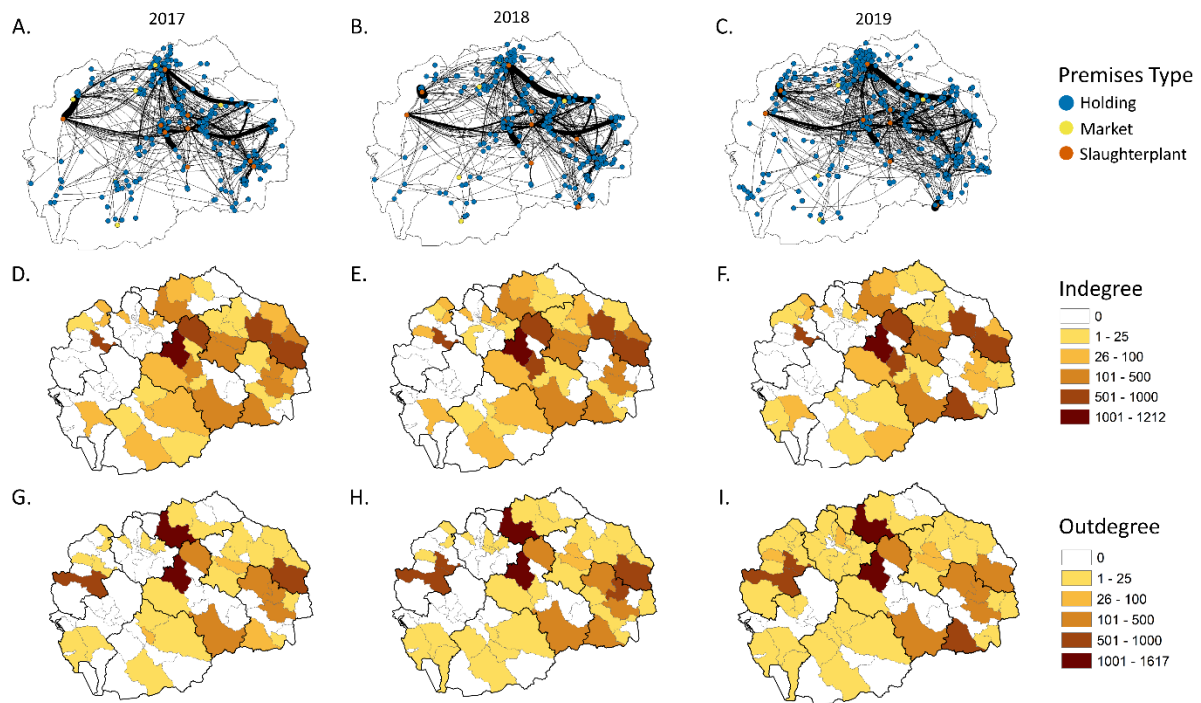 2017
2018
2019
A.
B.
C.
Premises Type
Holding
Market
Slaughterplant
D.
E.
F.
Indegree
0
1 - 25
26 - 100
101 - 500
501 - 1000
1001 - 1212
G.
H.
I.
Outdegree
0
1 - 25
26 - 100
101 - 500
501 - 1000
1001 - 1617